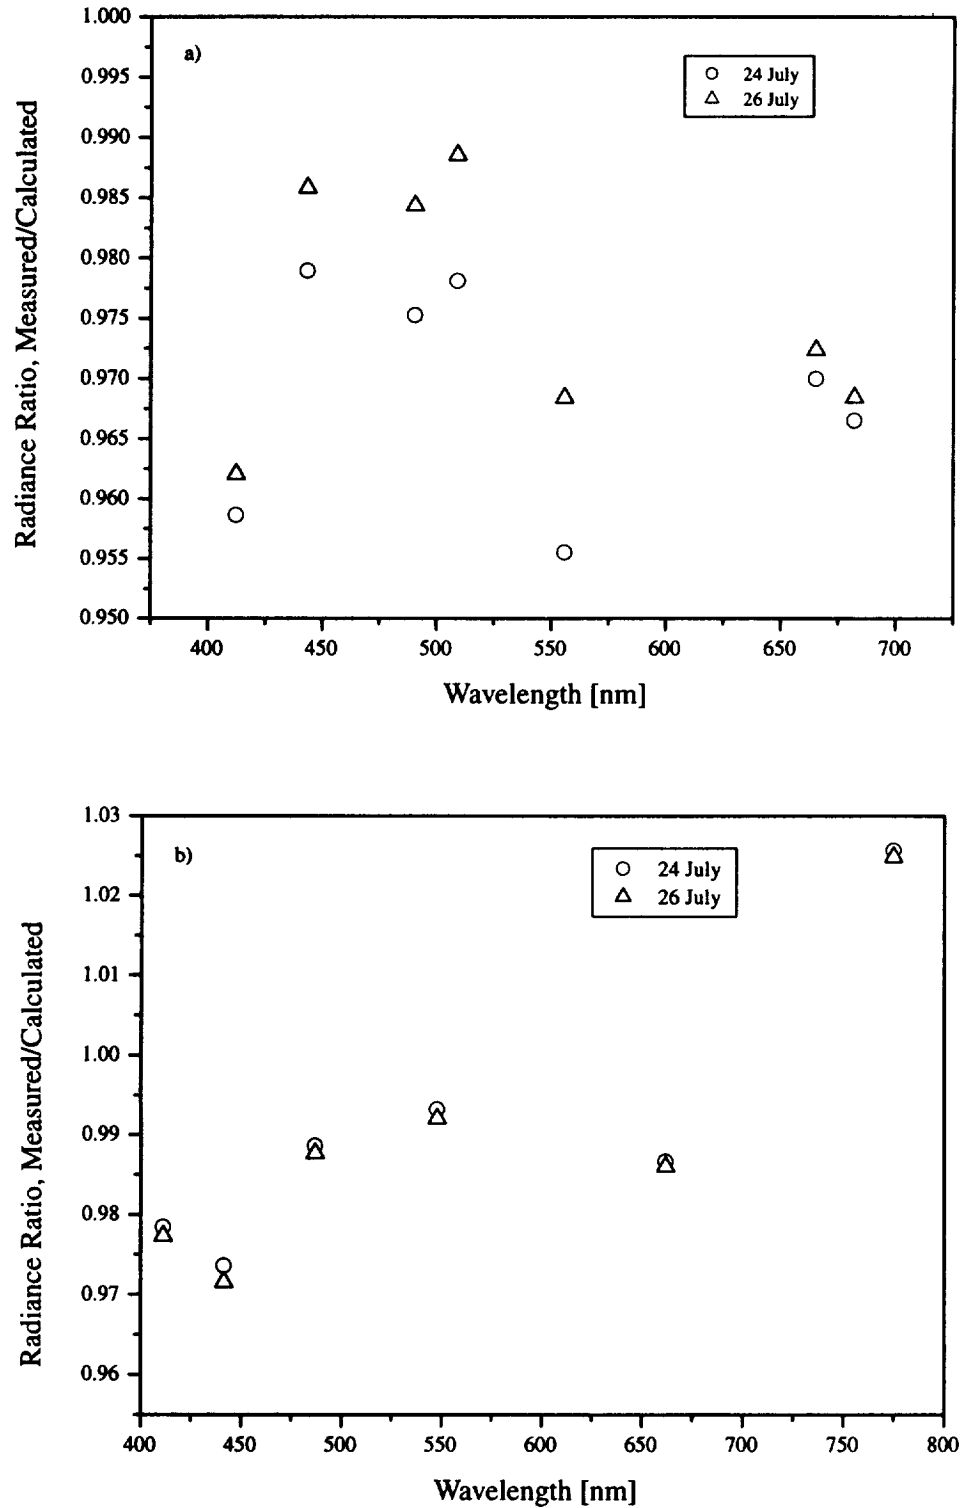 1.000
a)
24 July
26 July
0.995
0.990
0.985
0.980
0.975
0.970
0.965
0.960
0.955
0.950
Radiance Ratio, Measured/Calculated
400 450 500 550 600 650 700
Wavelength [nm]
1.03
b)
24 July
26 July
1.02
1.01
1.00
0.99
0.98
0.97
0.96
Radiance Ratio, Measured/Calculated
400 450 500 550 600 650 700 750 800
Wavelength [nm]